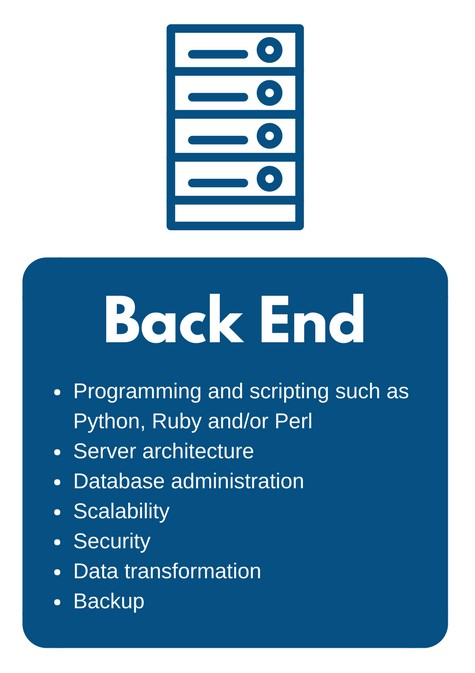 Back End
• Programming and scripting such as
Python, Ruby and/or Perl
• Server architecture
• Database administration
• Scalability
• Security
• Data transformation
• Backup